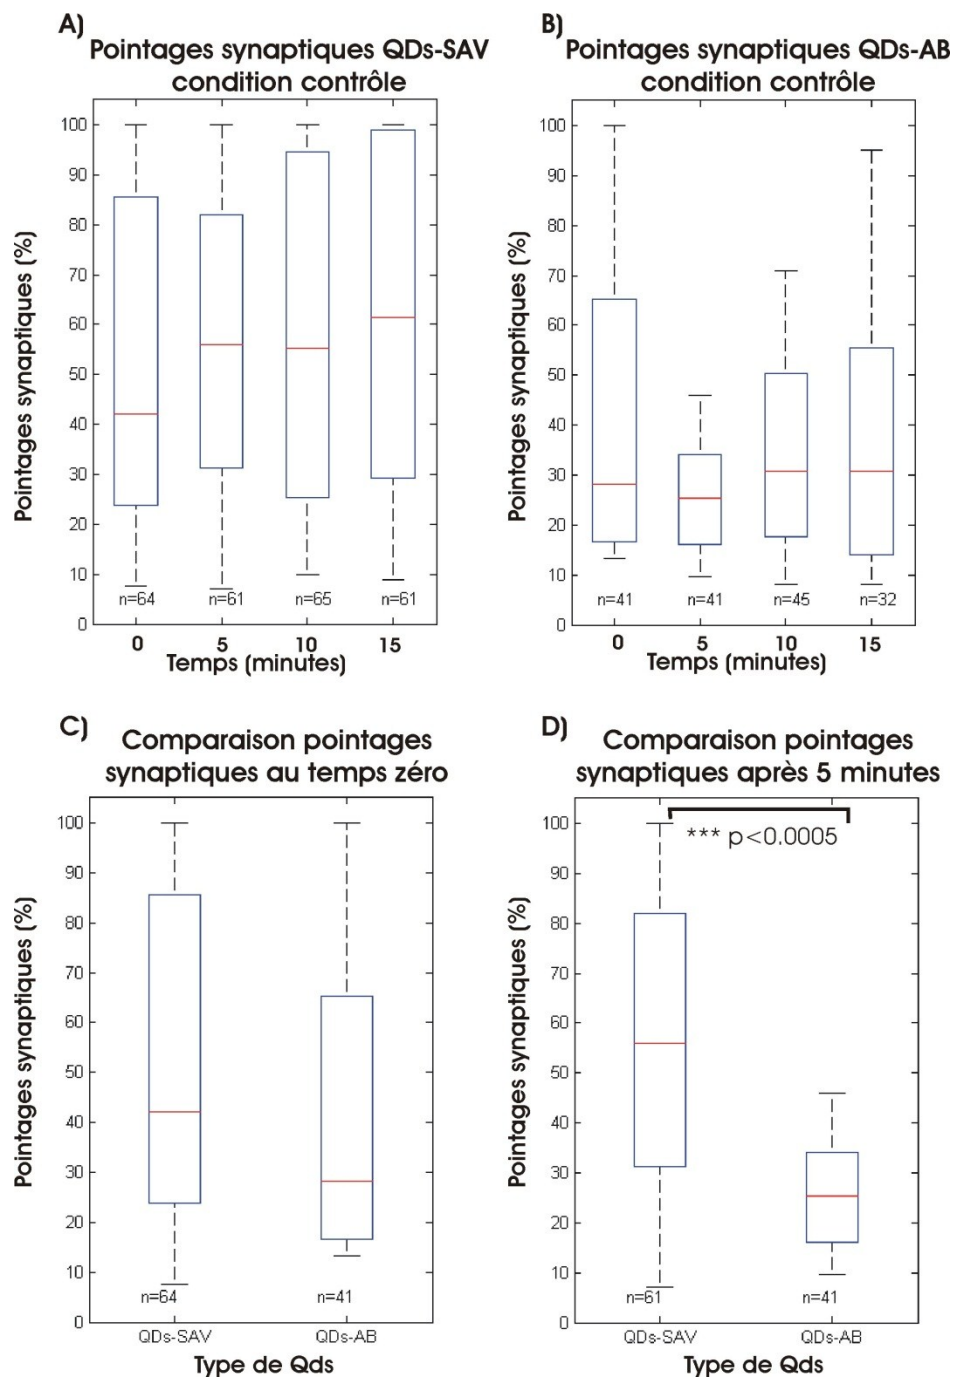 A)
Pointages synaptiques QDs-SAV
condition contrôle
Pointages synaptiques (%)
100
90
80
70
60
50
40
30
20
10
0
n=64
n=61
n=65
n=61
0
5
10
15
Temps (minutes)
B)
Pointages synaptiques QDs-AB
condition contrôle
Pointages synaptiques (%)
100
90
80
70
60
50
40
30
20
10
0
n=41
n=41
n=45
n=32
0
5
10
15
Temps (minutes)
C)
Comparaison pointages
synaptiques au temps zéro
Pointages synaptiques (%)
100
90
80
70
60
50
40
30
20
10
0
n=64
n=41
QDs-SAV
QDs-AB
Type de Qds
D)
Comparaison pointages
synaptiques après 5 minutes
*** p<0.0005
Pointages synaptiques (%)
100
90
80
70
60
50
40
30
20
10
0
n=61
n=41
QDs-SAV
QDs-AB
Type de Qds